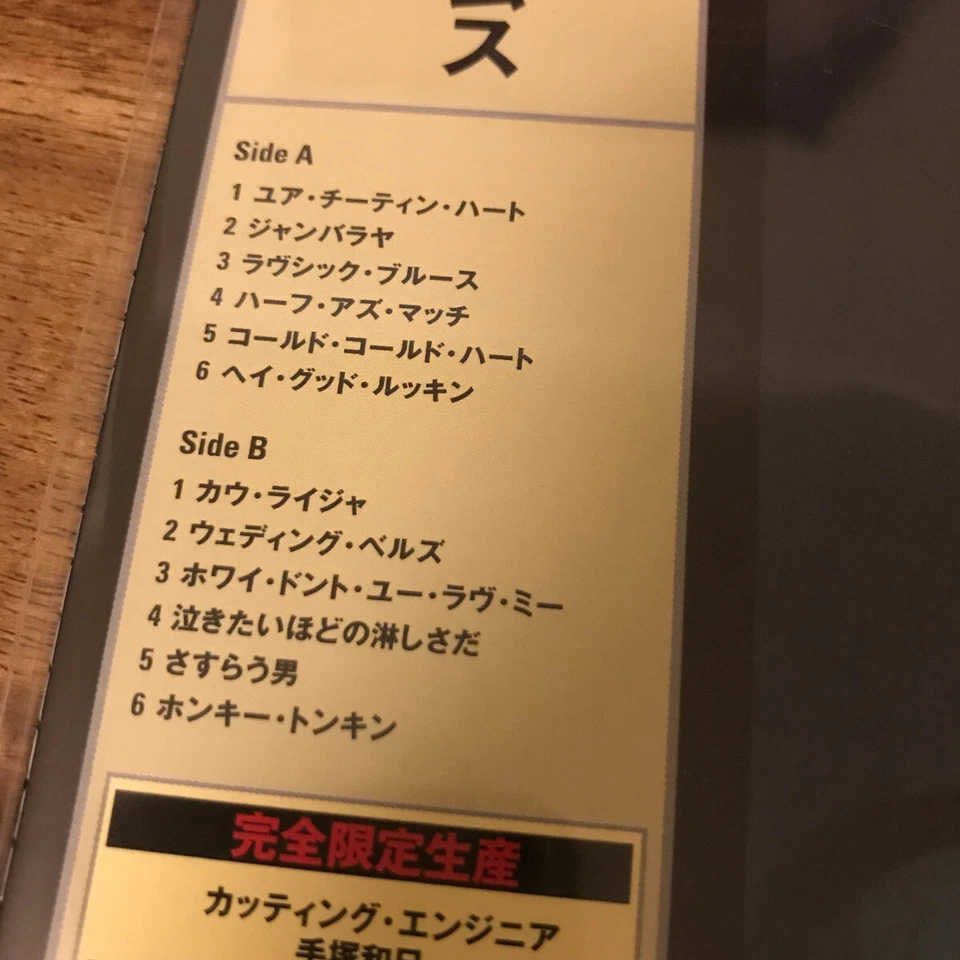 ス
Side A
1 ユア・チーティン・ハート
2 ジャンバラヤ
3 ラヴシック・ブルース
4 ハーフ・アズ・マッチ
5 コールド・コールド・ハート
6 ヘイ・グッド・ルッキン
Side B
1 カウ・ライジャ
2 ウェディング・ベルズ
3 ホワイ・ドント・ユー・ラヴ・ミー
4 泣きたいほどの淋しさだ
5 さすらう男
6 ホンキー・トンキン
完全限定生産
カッティング・エンジニア
手塚和巳